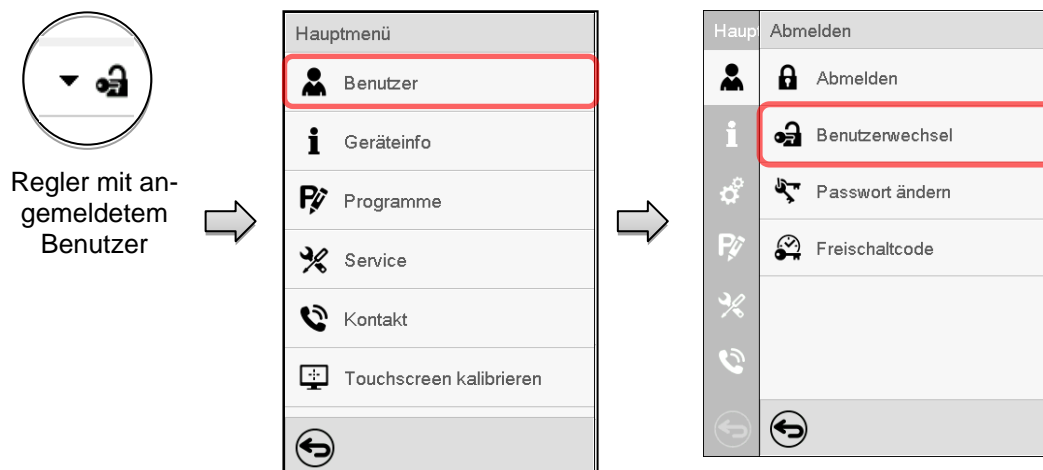 Regler mit an-
gemeldetem
Benutzer
Hauptmenü
Benutzer
Geräteinfo
Programme
Service
Kontakt
Touchscreen kalibrieren
Haup
Abmelden
Abmelden
Benutzerwechsel
Passwort ändern
Freischaltcode